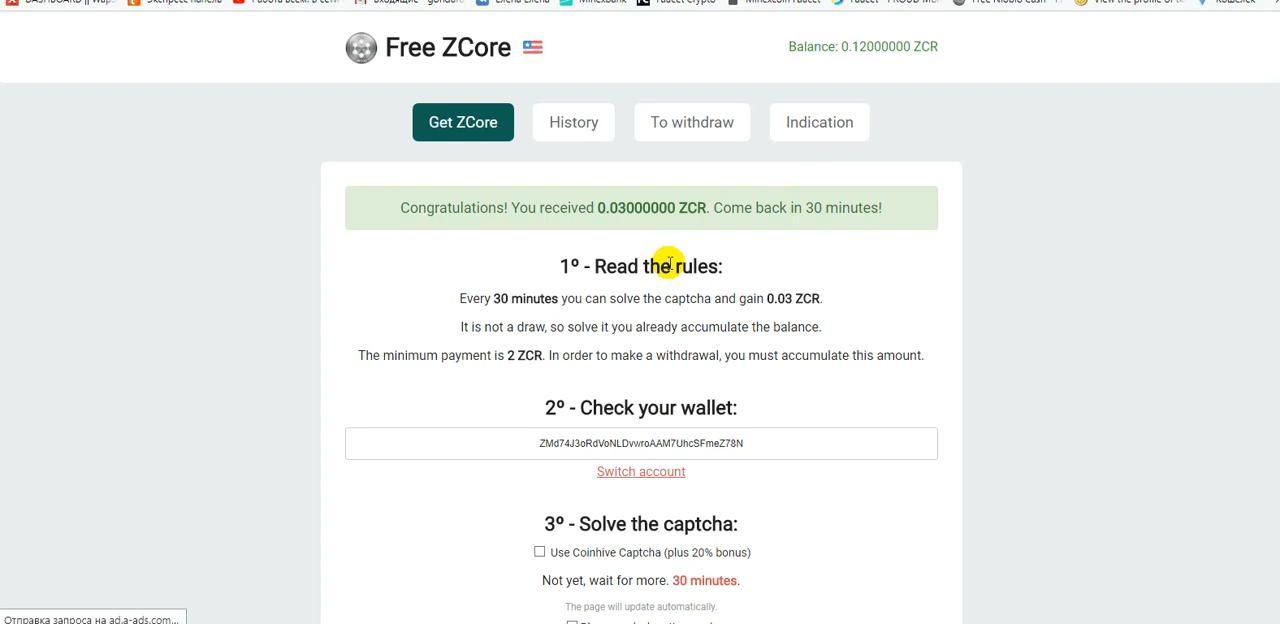 Free ZCore
Balance: 0.12000000 ZCR
Get ZCore
History
To withdraw
Indication
Congratulations! You received 0.03000000 ZCR. Come back in 30 minutes!
1º - Read the rules:
Every 30 minutes you can solve the captcha and gain 0.03 ZCR.
It is not a draw, so solve it you already accumulate the balance.
The minimum payment is 2 ZCR. In order to make a withdrawal, you must accumulate this amount.
2º - Check your wallet:
ZMd74J3oRdVoNLDvwroAAM7UhcSFmeZ78N
Switch account
3º - Solve the captcha:
Use Coinhive Captcha (plus 20% bonus)
Not yet, wait for more. 30 minutes.
The page will update automatically.
Отправка запроса на ad.a-ads.com...